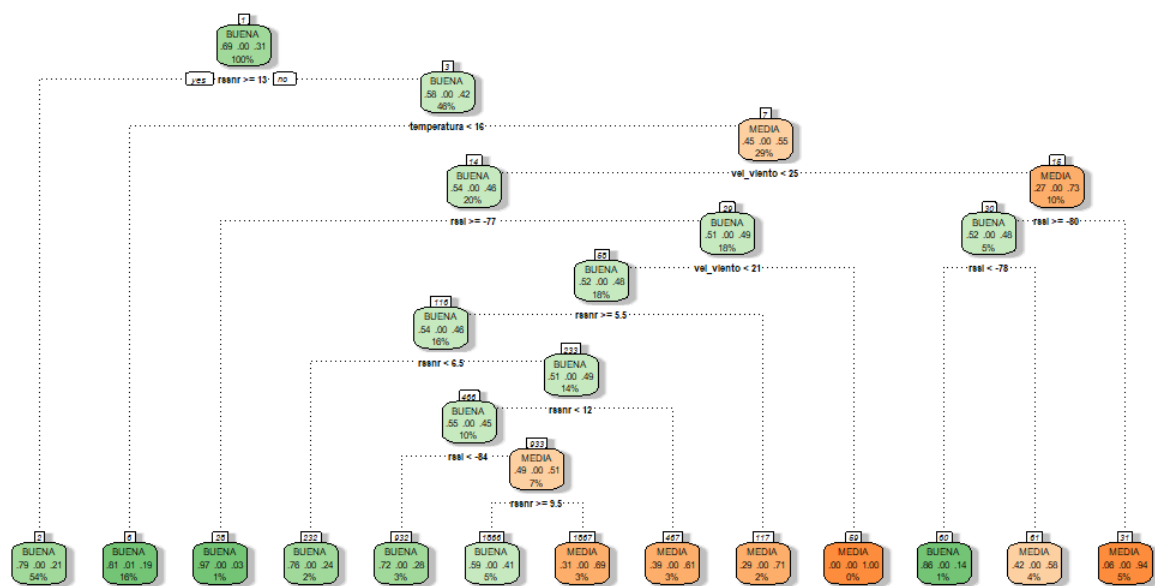 1
BUENA
.69 .00 .31
100%
yes rssnr >= 13 no
3
BUENA
.58 .00 .42
46%
temperatura < 16
7
MEDIA
.45 .00 .55
29%
vel_viento < 25
14
BUENA
.54 .00 .46
20%
rssi >= -77
15
MEDIA
.27 .00 .73
10%
rssi >= -80
29
BUENA
.51 .00 .49
18%
vel_viento < 21
30
BUENA
.52 .00 .48
5%
rssi < -78
58
BUENA
.52 .00 .48
18%
rssnr >= 5.5
116
BUENA
.54 .00 .46
16%
rssnr < 6.5
233
BUENA
.51 .00 .49
14%
rssnr < 12
466
BUENA
.55 .00 .45
10%
rssi < -84
933
MEDIA
.49 .00 .51
7%
rssnr >= 9.5
2
BUENA
.79 .00 .21
54%
6
BUENA
.81 .01 .19
16%
28
BUENA
.97 .00 .03
1%
232
BUENA
.76 .00 .24
2%
932
BUENA
.72 .00 .28
3%
1866
BUENA
.59 .00 .41
5%
1867
MEDIA
.31 .00 .69
3%
467
MEDIA
.39 .00 .61
3%
117
MEDIA
.29 .00 .71
2%
59
MEDIA
.00 .00 1.00
0%
60
BUENA
.86 .00 .14
1%
61
MEDIA
.42 .00 .58
4%
31
MEDIA
.06 .00 .94
5%